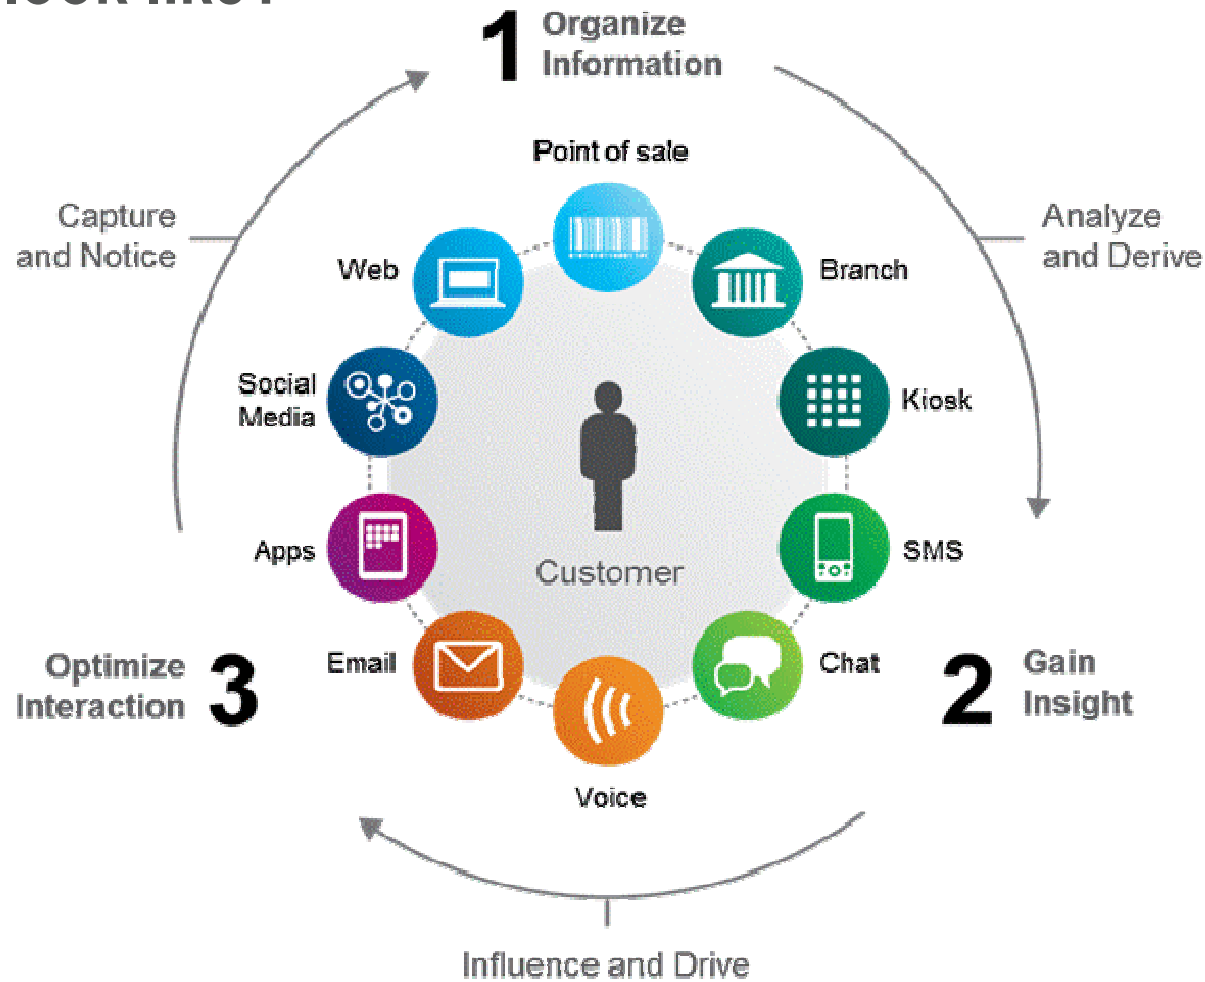 1 Organize
Information
Point of sale
Capture
and Notice
Analyze
and Derive
Web
Branch
Social
Media
Kiosk
Apps
SMS
Customer
Email
Chat
Optimize
Interaction 3
2 Gain
Insight
Voice
Influence and Drive